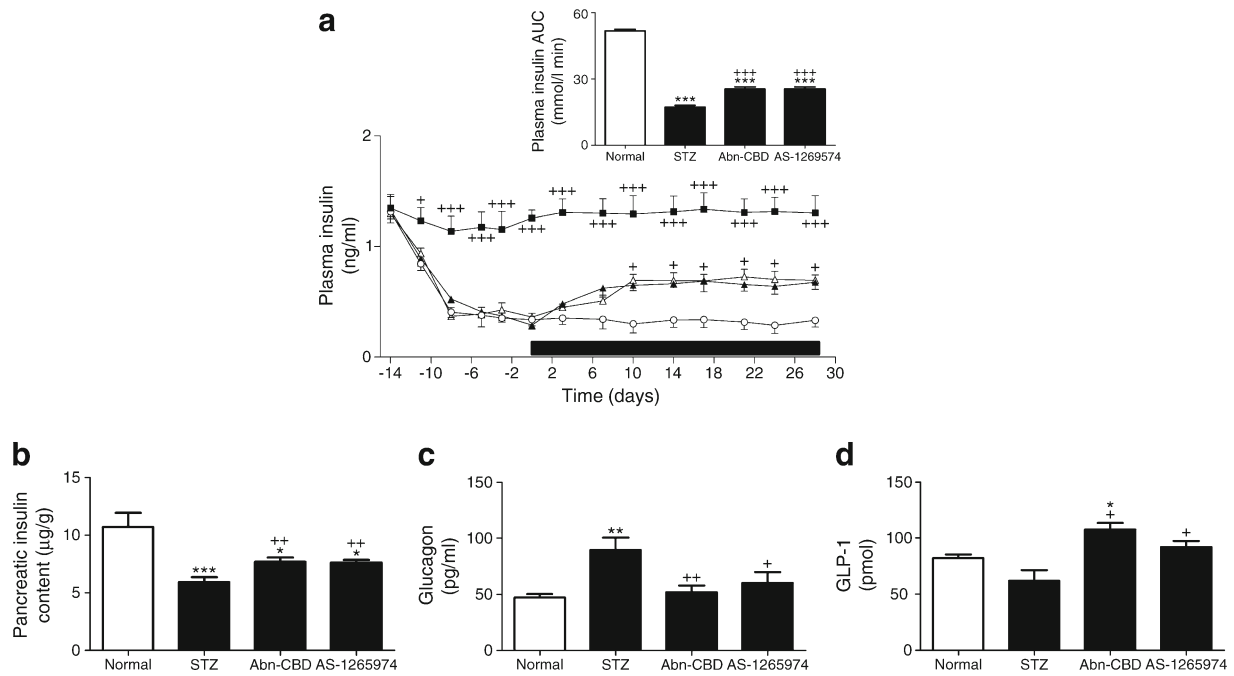 a
Plasma insulin AUC
(mmol/l min)
60
30
0
***
+++
***
+++
***
Normal STZ Abn-CBD AS-1269574
Plasma insulin
(ng/ml)
2
1
0
+ +++ +++ +++ +++ +++ +++
+++ +++ +++ +++ +++ +++
+ + + + + +
-14 -10 -6 -2 2 6 10 14 18 22 26 30
Time (days)
b
Pancreatic insulin
content (µg/g)
15
10
5
0
***
++
*
++
*
Normal STZ Abn-CBD AS-1265974
c
Glucagon
(pg/ml)
150
100
50
0
**
++
+
Normal STZ Abn-CBD AS-1265974
d
GLP-1
(pmol)
150
100
50
0
*
+
+
Normal STZ Abn-CBD AS-1265974